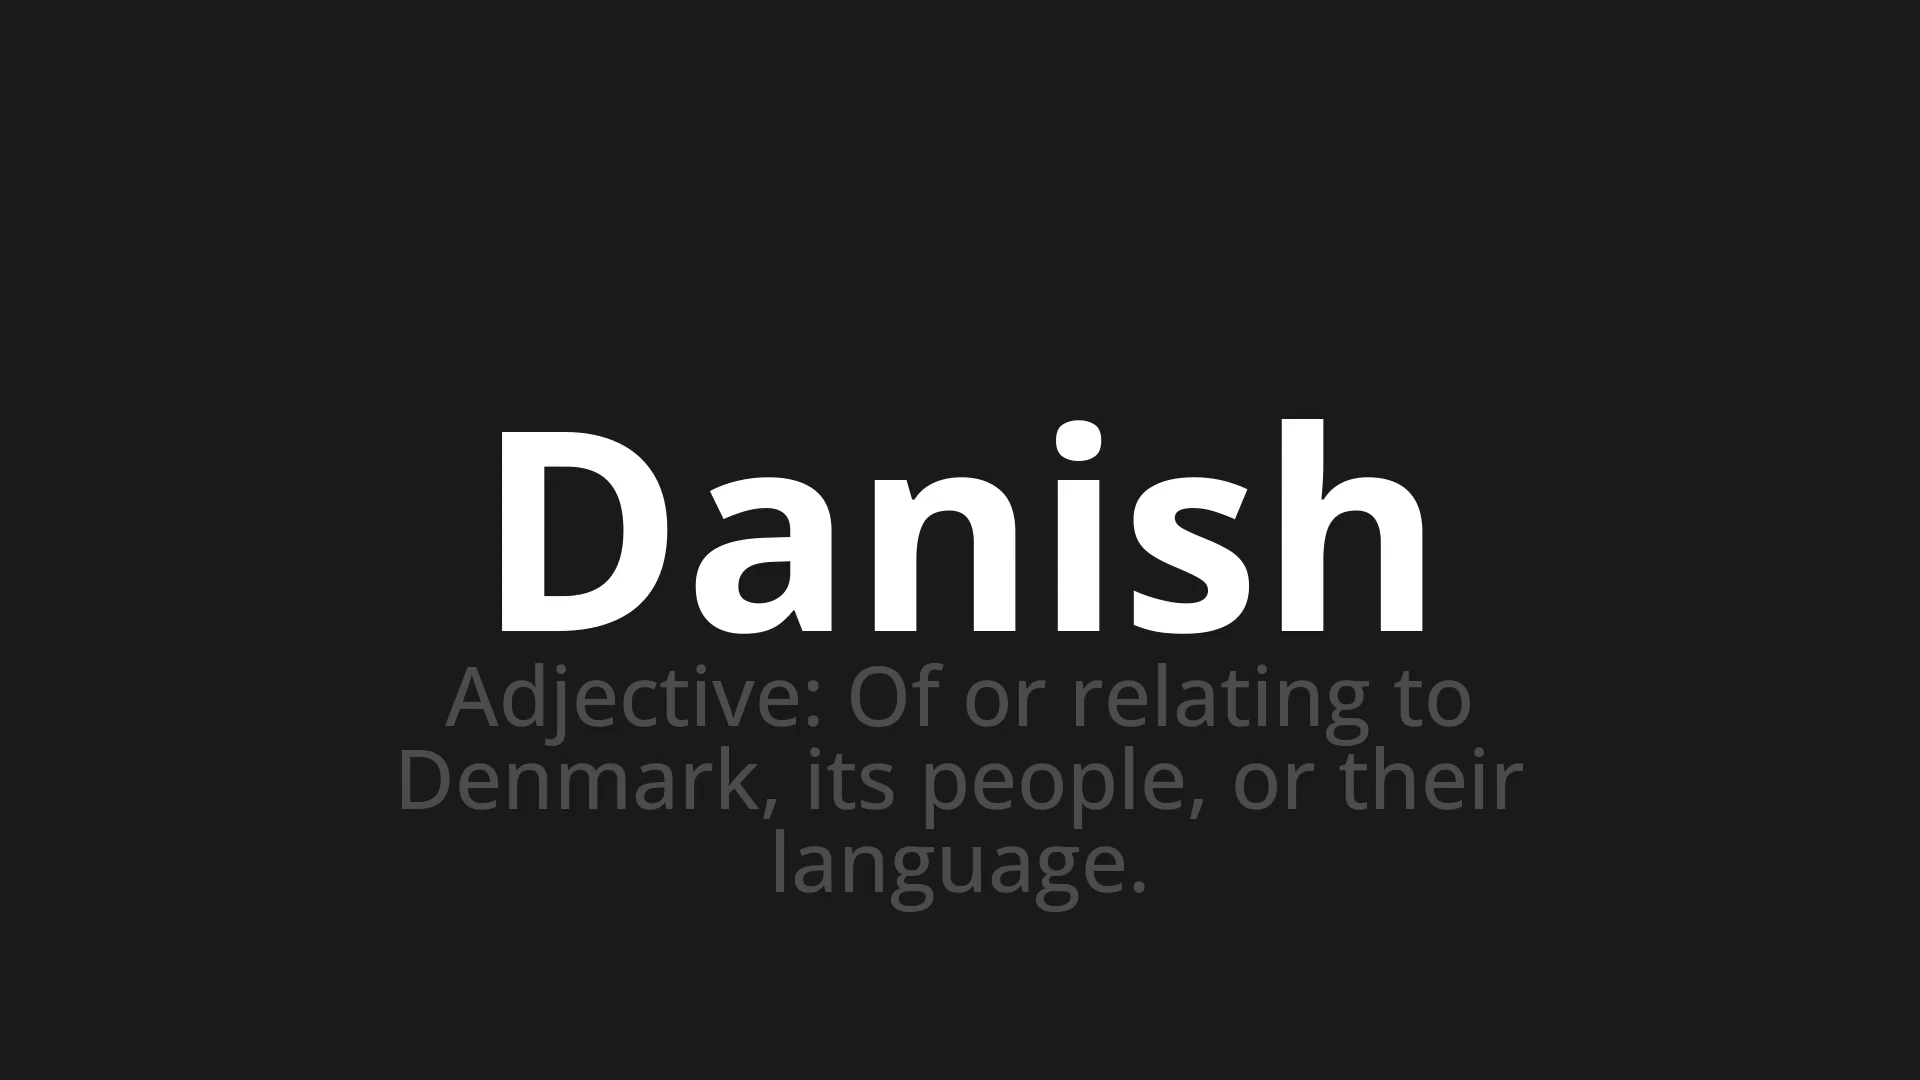 Danish
Adjective: Of or relating to
Denmark, its people, or their
language.